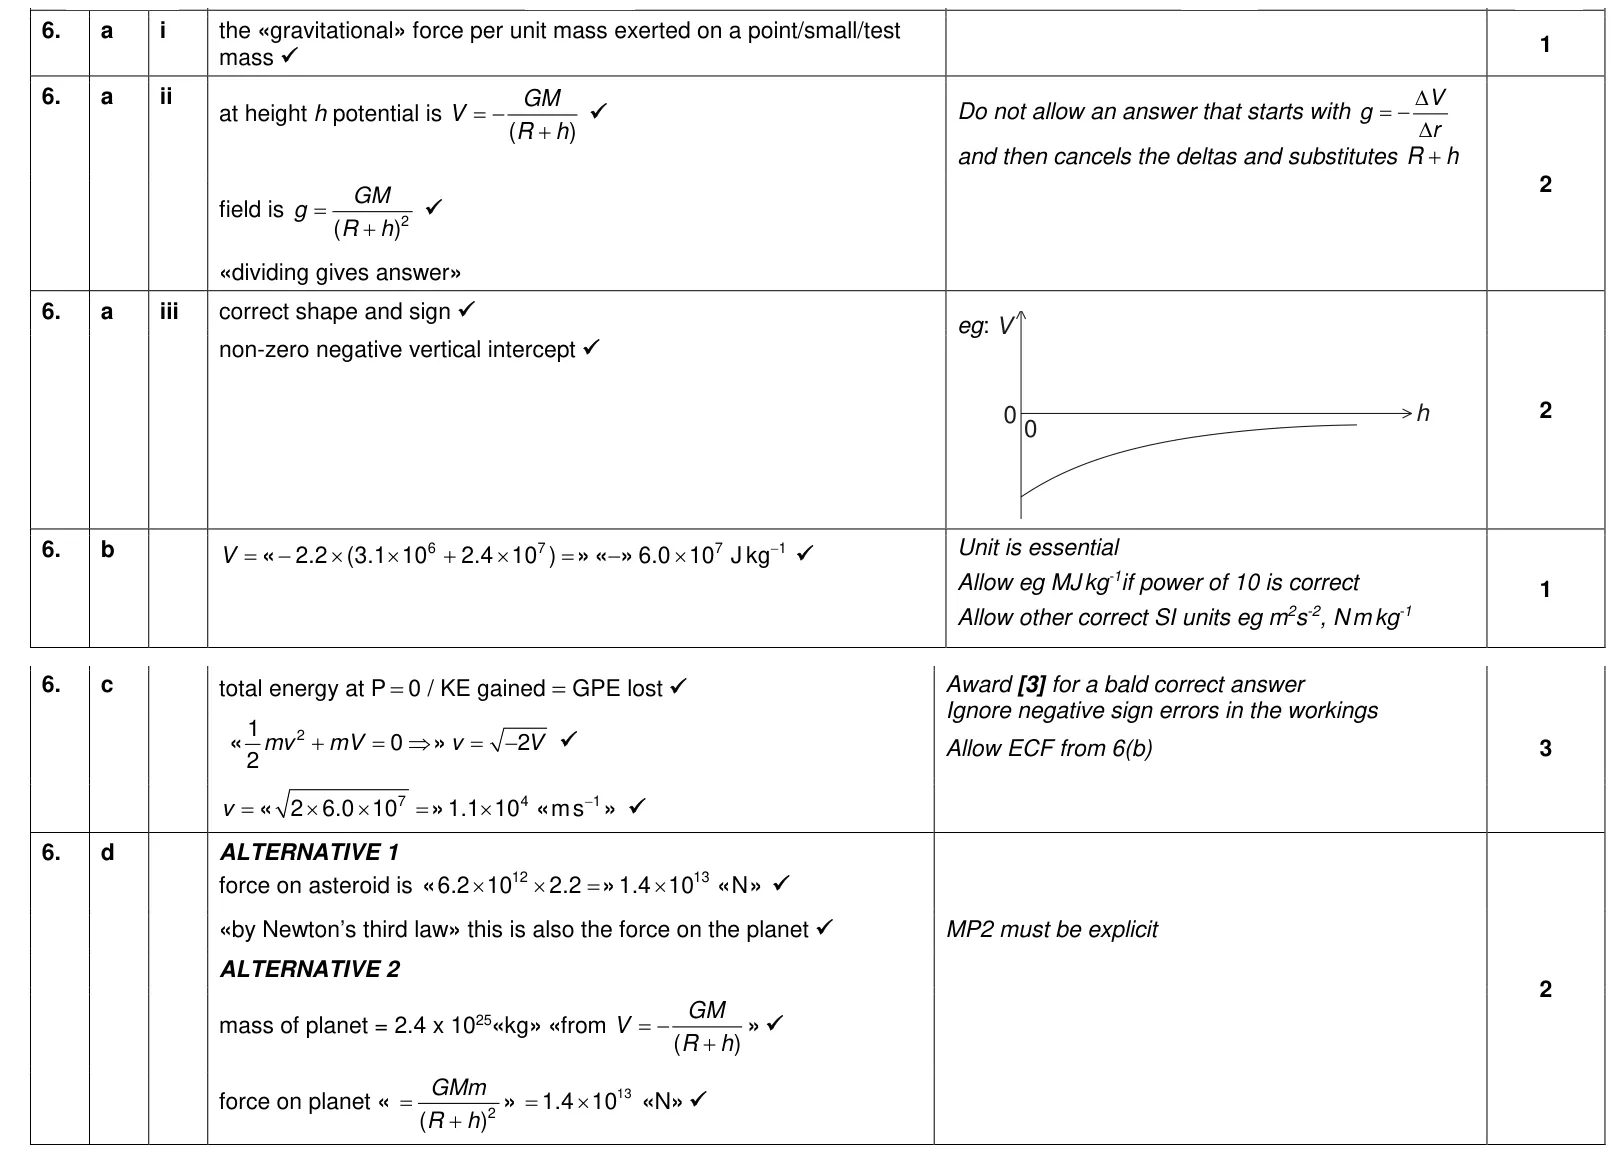 6. a i the «gravitational» force per unit mass exerted on a point/small/test
mass ✓
1
6. a ii at height h potential is V = −GM/(R + h) ✓
Do not allow an answer that starts with g = −ΔV/Δr
and then cancels the deltas and substitutes R + h
2
field is g = GM/(R + h)² ✓
«dividing gives answer»
6. a iii correct shape and sign ✓
non-zero negative vertical intercept ✓
eg: V
0
0
h
2
6. b V = «− 2.2 × (3.1×10⁶ + 2.4 × 10⁷) =» «−» 6.0 × 10⁷ J kg⁻¹ ✓
Unit is essential
Allow eg MJkg⁻¹if power of 10 is correct
Allow other correct SI units eg m²s⁻², Nmkg⁻¹
1
6. c total energy at P = 0 / KE gained = GPE lost ✓
«1/2 mv² + mV = 0 ⇒» v = √−2V ✓
v = «√2 × 6.0 × 10⁷ =» 1.1×10⁴ «ms⁻¹» ✓
Award [3] for a bald correct answer
Ignore negative sign errors in the workings
Allow ECF from 6(b)
3
6. d ALTERNATIVE 1
force on asteroid is «6.2×10¹² × 2.2 =» 1.4 × 10¹³ «N» ✓
«by Newton’s third law» this is also the force on the planet ✓
MP2 must be explicit
ALTERNATIVE 2
mass of planet = 2.4 x 10²⁵«kg» «from V = −GM/(R + h)» ✓
force on planet « = GMm/(R + h)² » = 1.4 × 10¹³ «N» ✓
2